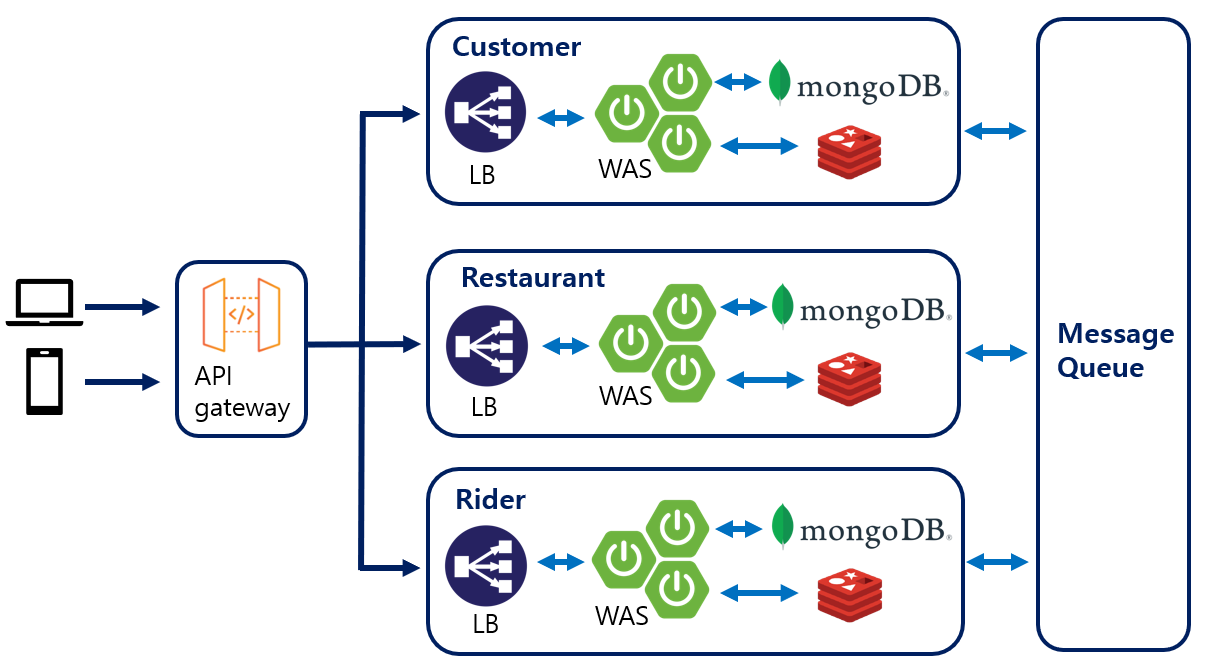 Customer
LB
WAS
mongoDB®
API
gateway
Restaurant
LB
WAS
mongoDB®
Rider
LB
WAS
mongoDB®
Message
Queue